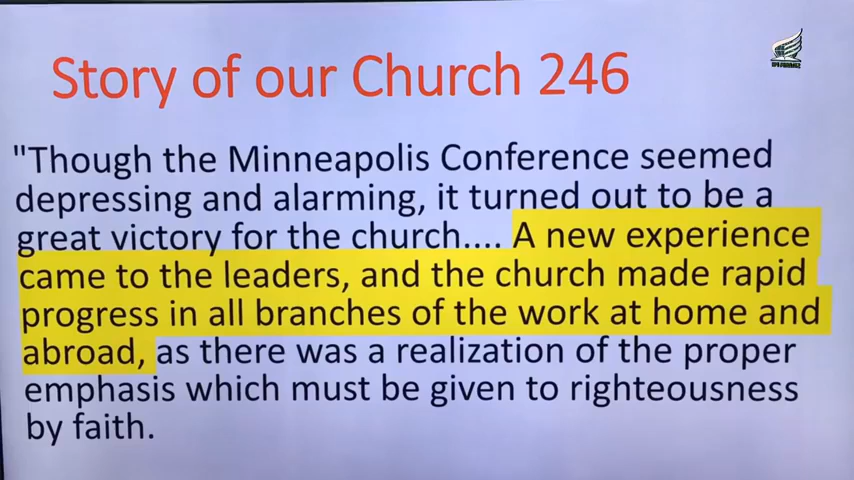 Story of our Church 246
"Though the Minneapolis Conference seemed
depressing and alarming, it turned out to be a
great victory for the church.... A new experience
came to the leaders, and the church made rapid
progress in all branches of the work at home and
abroad, as there was a realization of the proper
emphasis which must be given to righteousness
by faith.